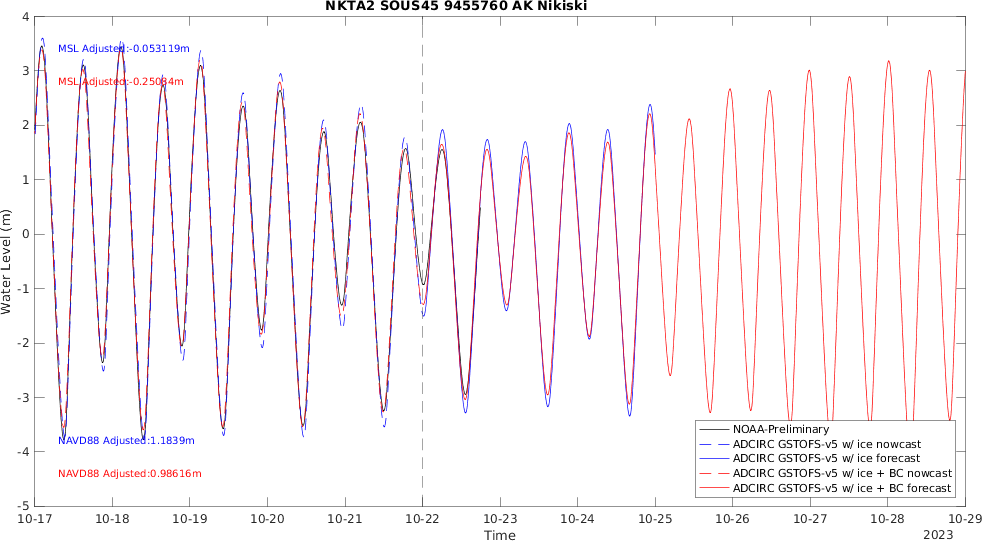 NKTA2 SOUS45 9455760 AK Nikiski
4
3
2
1
0
-1
-2
-3
-4
-5
Water Level (m)
MSL Adjusted:-0.053119m
MSL Adjusted:-0.25084m
NAVD88 Adjusted:1.1839m
NAVD88 Adjusted:0.98616m
NOAA-Preliminary
ADCIRC GSTOFS-v5 w/ ice nowcast
ADCIRC GSTOFS-v5 w/ ice forecast
ADCIRC GSTOFS-v5 w/ ice + BC nowcast
ADCIRC GSTOFS-v5 w/ ice + BC forecast
10-17 10-18 10-19 10-20 10-21 10-22 10-23 10-24 10-25 10-26 10-27 10-28 10-29
Time
2023